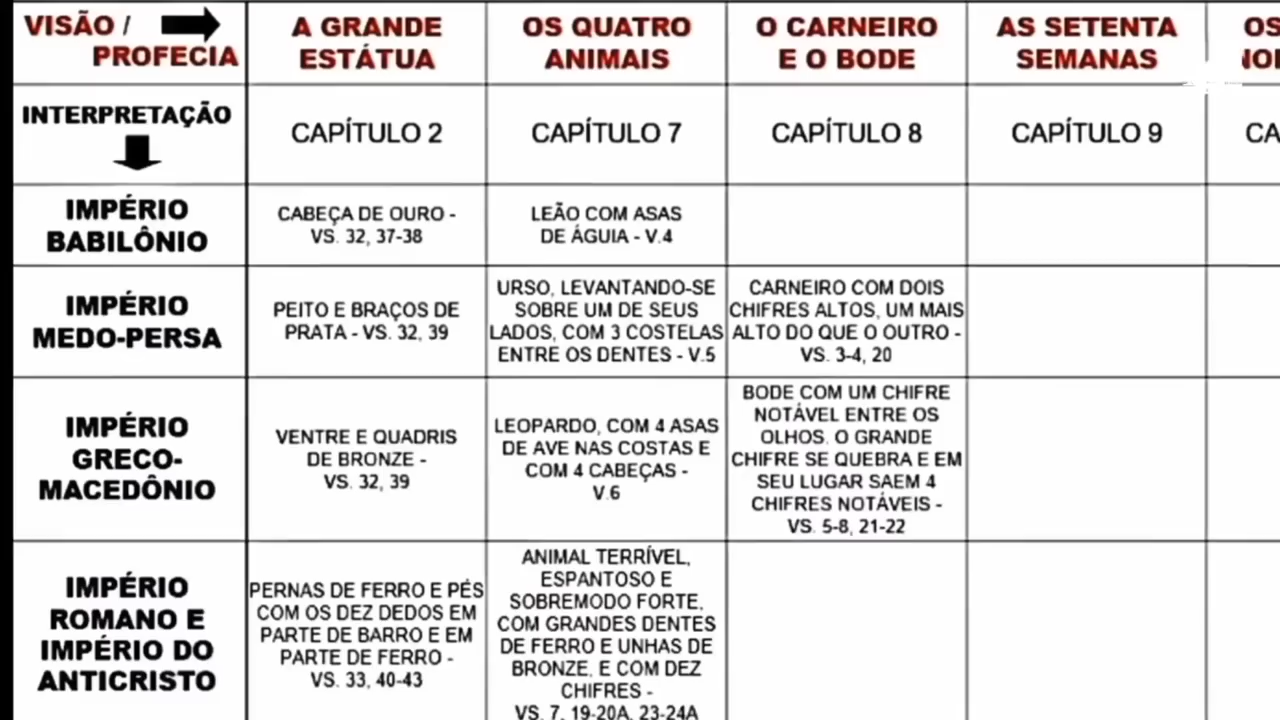 VISÃO /
PROFECIA
A GRANDE
ESTÁTUA
OS QUATRO
ANIMAIS
O CARNEIRO
E O BODE
AS SETENTA
SEMANAS
OS
INTERPRETAÇÃO
CAPÍTULO 2
CAPÍTULO 7
CAPÍTULO 8
CAPÍTULO 9
CA
IMPÉRIO
BABILÔNIO
CABEÇA DE OURO -
VS. 32, 37-38
LEÃO COM ASAS
DE ÁGUIA - V.4
IMPÉRIO
MEDO-PERSA
PEITO E BRAÇOS DE
PRATA - VS. 32, 39
URSO, LEVANTANDO-SE
SOBRE UM DE SEUS
LADOS, COM 3 COSTELAS
ENTRE OS DENTES - V.5
CARNEIRO COM DOIS
CHIFRES ALTOS, UM MAIS
ALTO DO QUE O OUTRO -
VS. 3-4, 20
IMPÉRIO
GRECO-
MACEDÔNIO
VENTRE E QUADRIS
DE BRONZE -
VS. 32, 39
LEOPARDO, COM 4 ASAS
DE AVE NAS COSTAS E
COM 4 CABEÇAS -
V.6
BODE COM UM CHIFRE
NOTÁVEL ENTRE OS
OLHOS. O GRANDE
CHIFRE SE QUEBRA E EM
SEU LUGAR SAEM 4
CHIFRES NOTÁVEIS -
VS. 5-8, 21-22
IMPÉRIO
ROMANO E
IMPÉRIO DO
ANTICRISTO
PERNAS DE FERRO E PÉS
COM OS DEZ DEDOS EM
PARTE DE BARRO E EM
PARTE DE FERRO -
VS. 33, 40-43
ANIMAL TERRÍVEL,
ESPANTOSO E
SOBREMODO FORTE,
COM GRANDES DENTES
DE FERRO E UNHAS DE
BRONZE, E COM DEZ
CHIFRES -
VS. 7, 19-20A, 23-24A